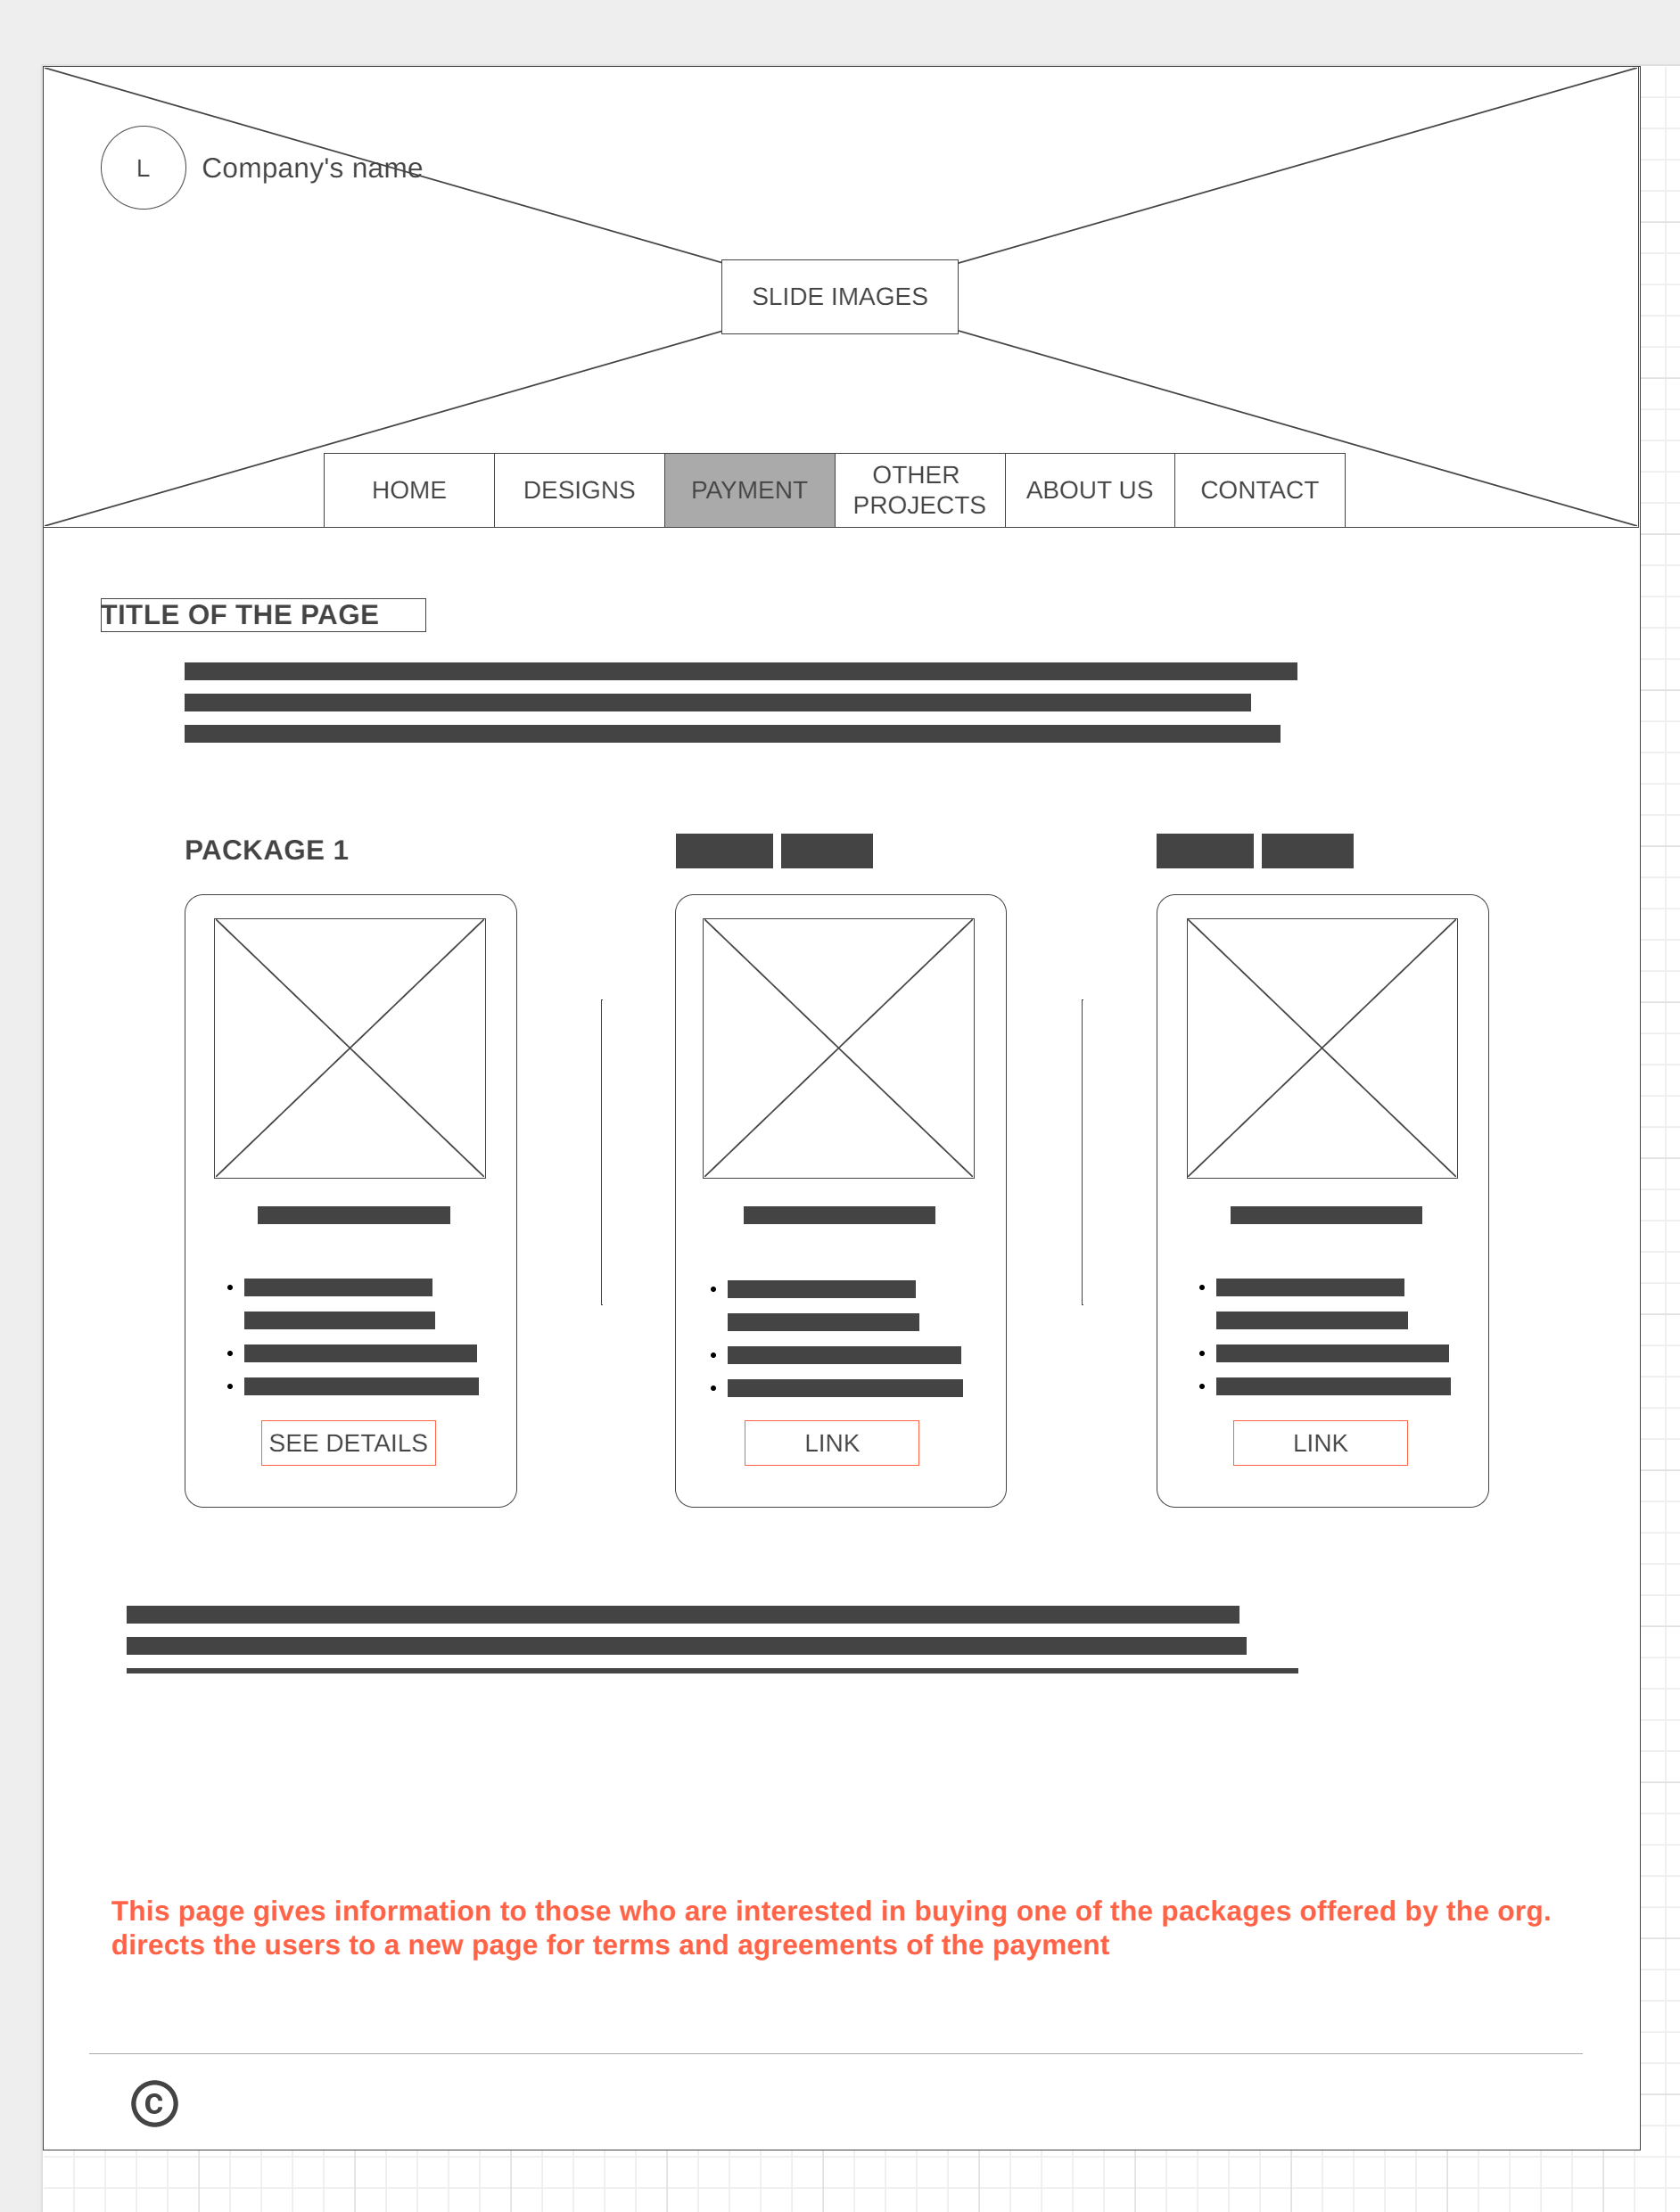 L
Company's name
SLIDE IMAGES
HOME
DESIGNS
PAYMENT
OTHER
PROJECTS
ABOUT US
CONTACT
TITLE OF THE PAGE
PACKAGE 1
SEE DETAILS
LINK
LINK
This page gives information to those who are interested in buying one of the packages offered by the org.
directs the users to a new page for terms and agreements of the payment
©